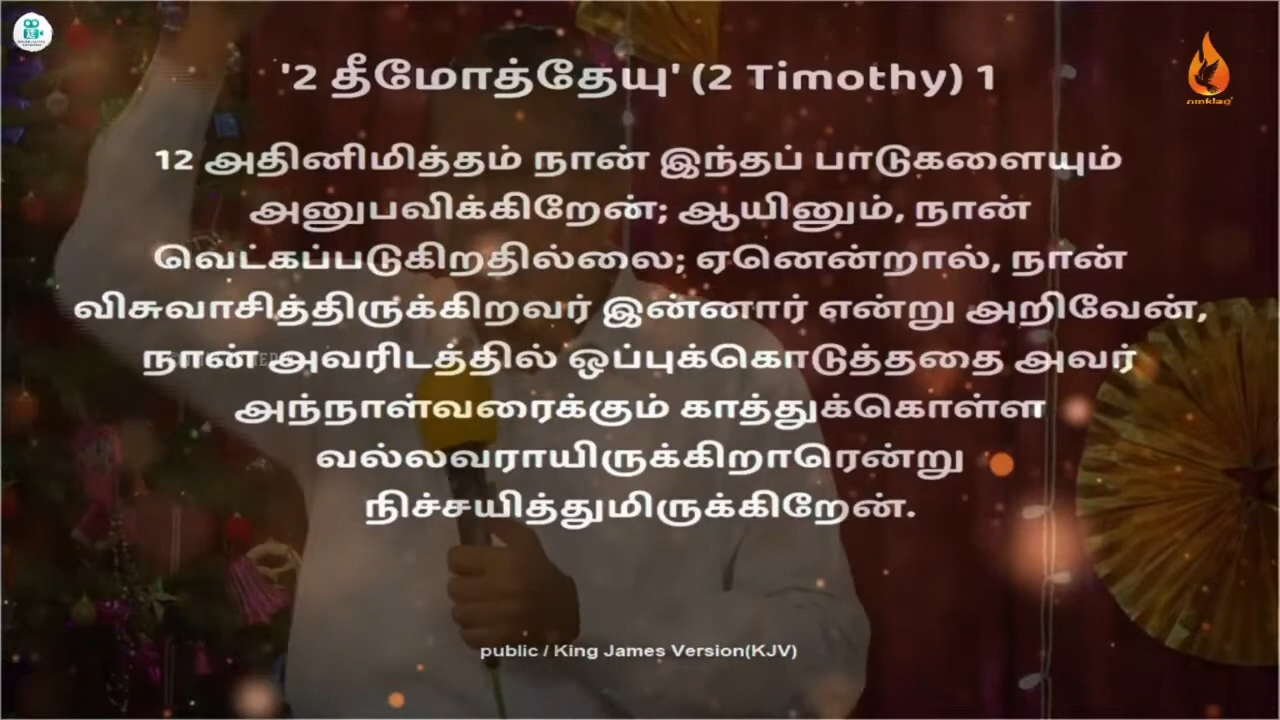 '2 தீமோத்தேயு' (2 Timothy) 1
12 அதினிமித்தம் நான் இந்தப் பாடுகளையும்
அனுபவிக்கிறேன்; ஆயினும், நான்
வெட்கப்படுகிறதில்லை; ஏனென்றால், நான்
விசுவாசித்திருக்கிறவர் இன்னார் என்று அறிவேன்,
நான் அவரிடத்தில் ஒப்புக்கொடுத்ததை அவர்
அந்நாள்வரைக்கும் காத்துக்கொள்ள
வல்லவராயிருக்கிறாரென்று
நிச்சயித்துமிருக்கிறேன்.
public / King James Version(KJV)